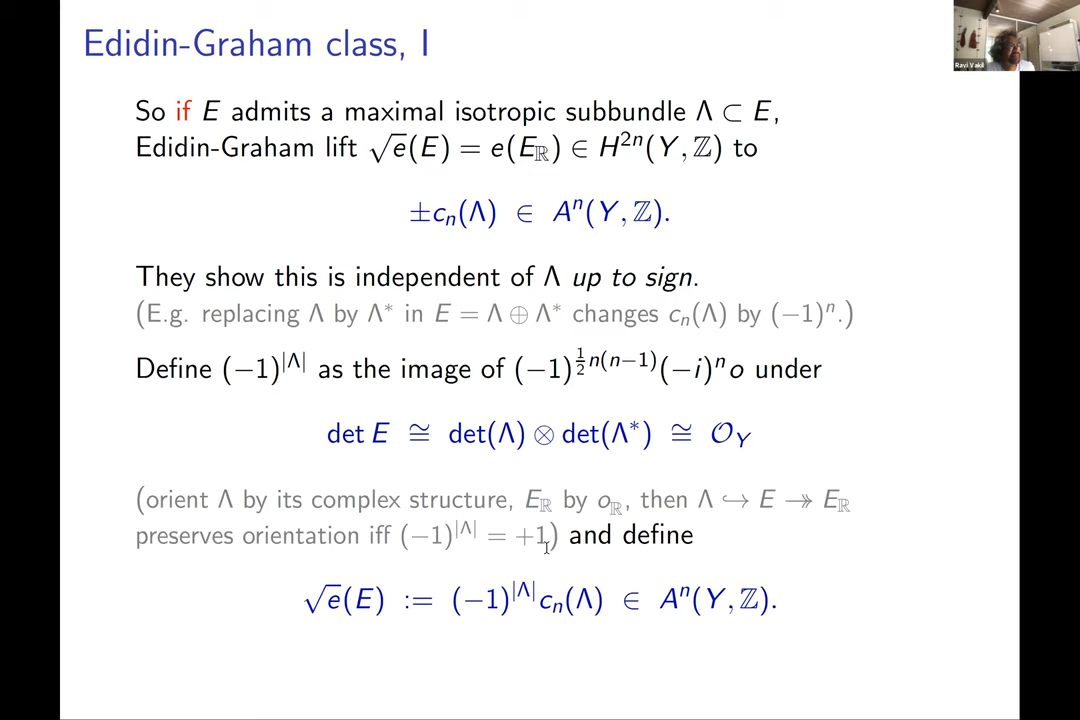 Edidin-Graham class, I
Ravi Vakil
So if E admits a maximal isotropic subbundle Λ ⊂ E,
Edidin-Graham lift √e(E) = e(E_ℝ) ∈ H^{2n}(Y, ℤ) to
±c_n(Λ) ∈ A^n(Y, ℤ).
They show this is independent of Λ up to sign.
(E.g. replacing Λ by Λ* in E = Λ ⊕ Λ* changes c_n(Λ) by (−1)^n.)
Define (−1)^{|Λ|} as the image of (−1)^{½n(n−1)}(−i)^n o under
det E ≅ det(Λ) ⊗ det(Λ*) ≅ 𝒪_Y
(orient Λ by its complex structure, E_ℝ by o_ℝ, then Λ ↪ E ↠ E_ℝ
preserves orientation iff (−1)^{|Λ|} = +1) and define
√e(E) := (−1)^{|Λ|} c_n(Λ) ∈ A^n(Y, ℤ).